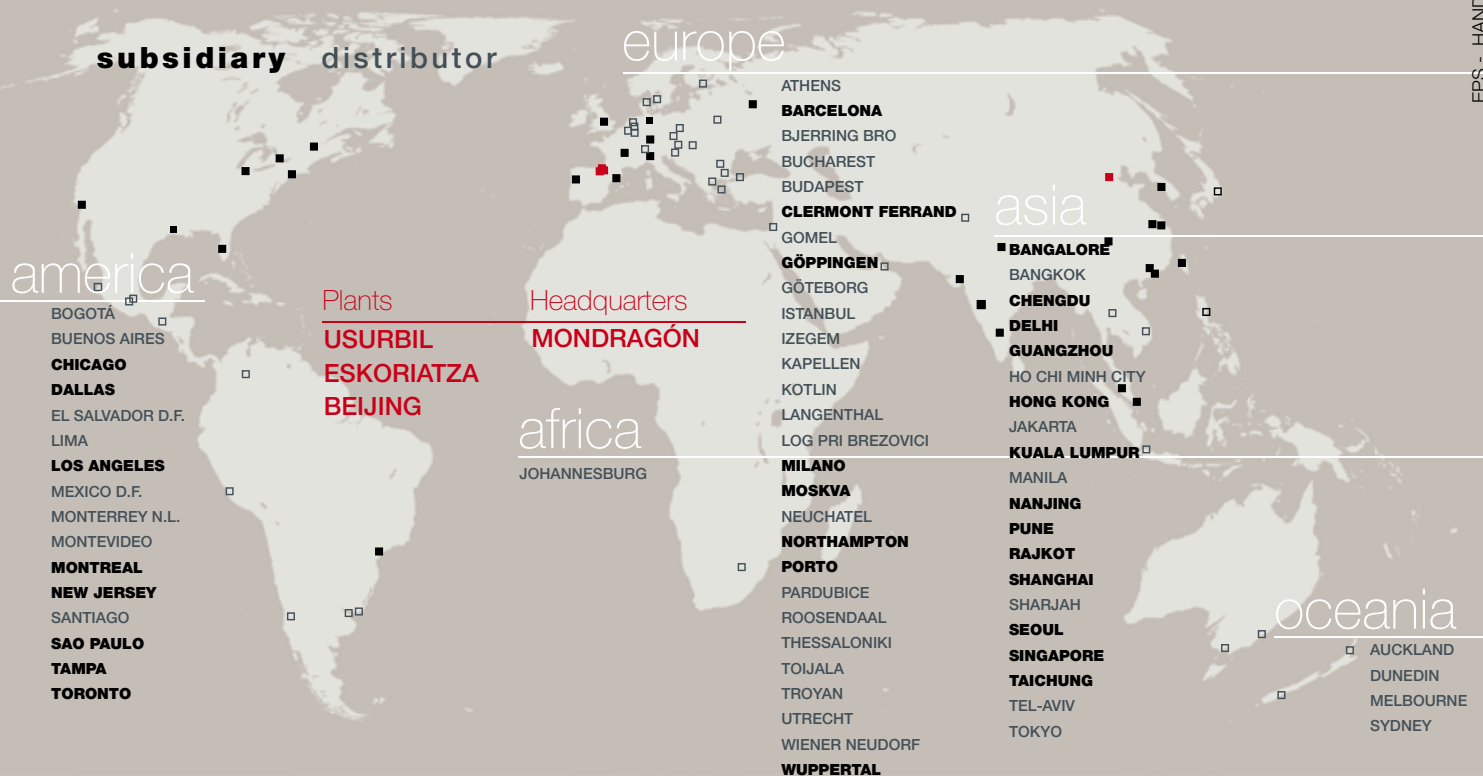 subsidiary distributor
europe
ATHENS
BARCELONA
BJERRING BRO
BUCHAREST
BUDAPEST
CLERMONT FERRAND
GOMEL
GÖPPINGEN
GÖTEBORG
ISTANBUL
IZEGEM
KAPELLEN
KOTLIN
LANGENTHAL
LOG PRI BREZOVICI
MILANO
MOSKVA
NEUCHATEL
NORTHAMPTON
PORTO
PARDUBICE
ROOSENDAAL
THESSALONIKI
TOIJALA
TROYAN
UTRECHT
WIENER NEUDORF
WUPPERTAL
asia
BANGALORE
BANGKOK
CHENGDU
DELHI
GUANGZHOU
HO CHI MINH CITY
HONG KONG
JAKARTA
KUALA LUMPUR
MANILA
NANJING
PUNE
RAJKOT
SHANGHAI
SHARJAH
SEOUL
SINGAPORE
TAICHUNG
TEL-AVIV
TOKYO
america
BOGOTÁ
BUENOS AIRES
CHICAGO
DALLAS
EL SALVADOR D.F.
LIMA
LOS ANGELES
MEXICO D.F.
MONTERREY N.L.
MONTEVIDEO
MONTREAL
NEW JERSEY
SANTIAGO
SAO PAULO
TAMPA
TORONTO
Plants
USURBIL
ESKORIATZA
BEIJING
Headquarters
MONDRAGÓN
africa
JOHANNESBURG
oceania
AUCKLAND
DUNEDIN
MELBOURNE
SYDNEY